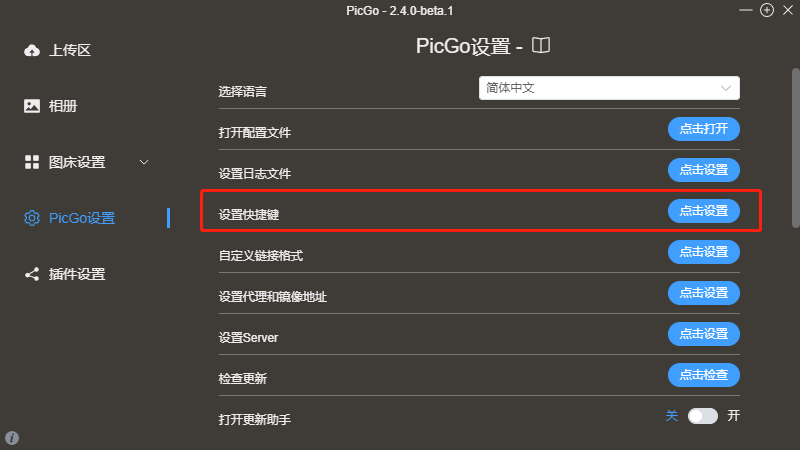 PicGo - 2.4.0-beta.1
上传区
相册
图床设置
PicGo设置
插件设置
PicGo设置 -
选择语言 简体中文
打开配置文件 点击打开
设置日志文件 点击设置
设置快捷键 点击设置
自定义链接格式 点击设置
设置代理和镜像地址 点击设置
设置Server 点击设置
检查更新 点击检查
打开更新助手 关 开